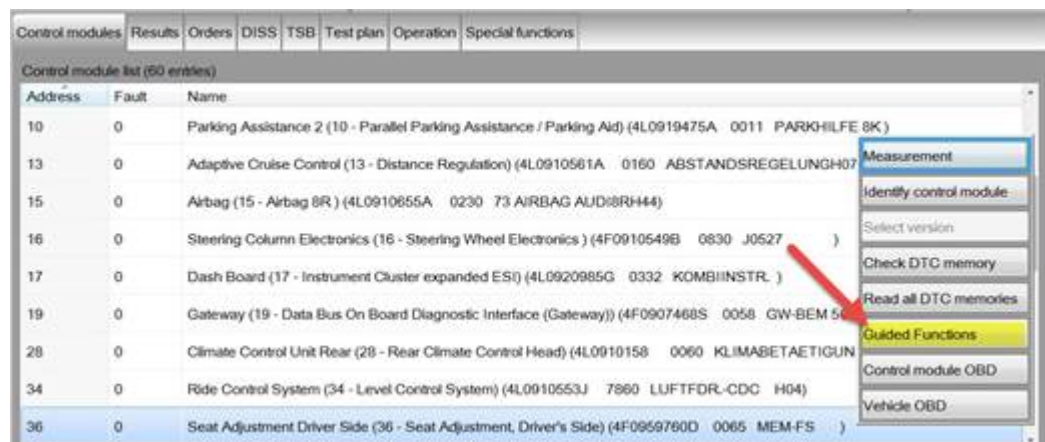 Control modules Results Orders DISS TSB Test plan Operation Special functions
Control module list (60 entries)
Address Fault Name
10 0 Parking Assistance 2 (10 - Parallel Parking Assistance / Parking Aid) (4L0919475A 0011 PARKHILFE 8K )
13 0 Adaptive Cruise Control (13 - Distance Regulation) (4L0910561A 0160 ABSTANDSREGELUNGH07
15 0 Airbag (15 - Airbag 8R ) (4L0910655A 0230 73 AIRBAG AUDI8RH44)
16 0 Steering Column Electronics (16 - Steering Wheel Electronics ) (4F0910549B 0830 J0527 )
17 0 Dash Board (17 - Instrument Cluster expanded ESI) (4L0920985G 0332 KOMBIINSTR. )
19 0 Gateway (19 - Data Bus On Board Diagnostic Interface (Gateway)) (4F0907468S 0058 GW-BEM
28 0 Climate Control Unit Rear (28 - Rear Climate Control Head) (4L0910158 0060 KLIMABETAETIGUN
34 0 Ride Control System (34 - Level Control System) (4L0910553J 7860 LUFTFDR.-CDC H04)
36 0 Seat Adjustment Driver Side (36 - Seat Adjustment, Driver's Side) (4F0959760D 0065 MEM-FS )
Measurement
Identify control module
Select version
Check DTC memory
Read all DTC memories
Guided Functions
Control module OBD
Vehicle OBD